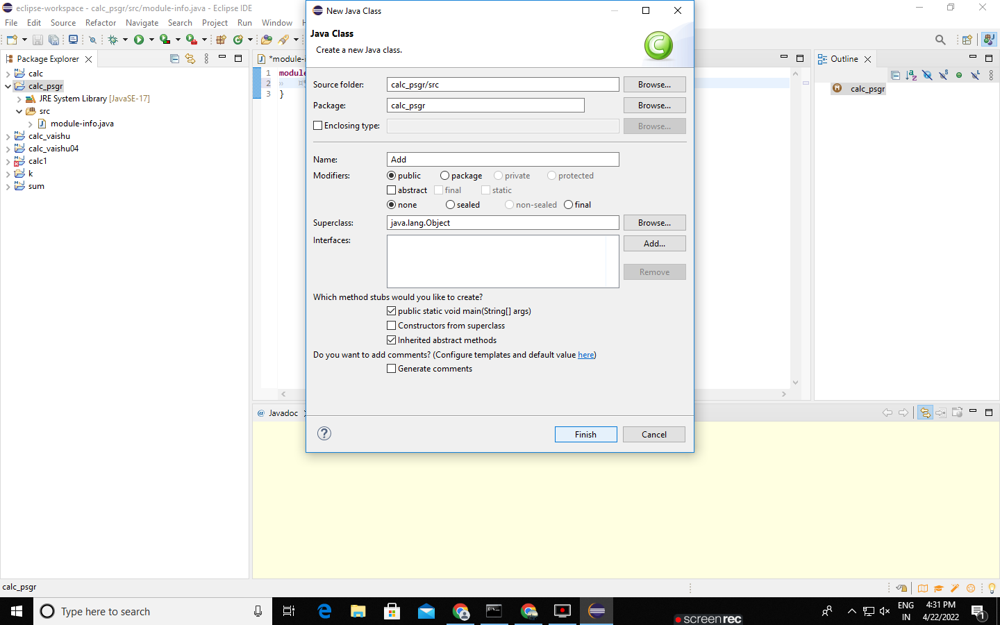 eclipse-workspace - calc_psgr/src/module-info.java - Eclipse IDE
File Edit Source Refactor Navigate Search Project Run Window
Package Explorer
calc
calc_psgr
JRE System Library [JavaSE-17]
src
module-info.java
calc_vaishu
calc_vaishu04
calc1
k
sum
1
2
3 }
New Java Class
Java Class
Create a new Java class.
Source folder: calc_psgr/src Browse...
Package: calc_psgr Browse...
Enclosing type: Browse...
Name: Add
Modifiers: public package private protected
abstract final static
none sealed non-sealed final
Superclass: java.lang.Object Browse...
Interfaces: Add...
Remove
Which method stubs would you like to create?
public static void main(String[] args)
Constructors from superclass
Inherited abstract methods
Do you want to add comments? (Configure templates and default value here)
Generate comments
Finish Cancel
Outline
calc_psgr
@ Javadoc
calc_psgr
Type here to search
screenrec
ENG
IN
4:31 PM
4/22/2022
1